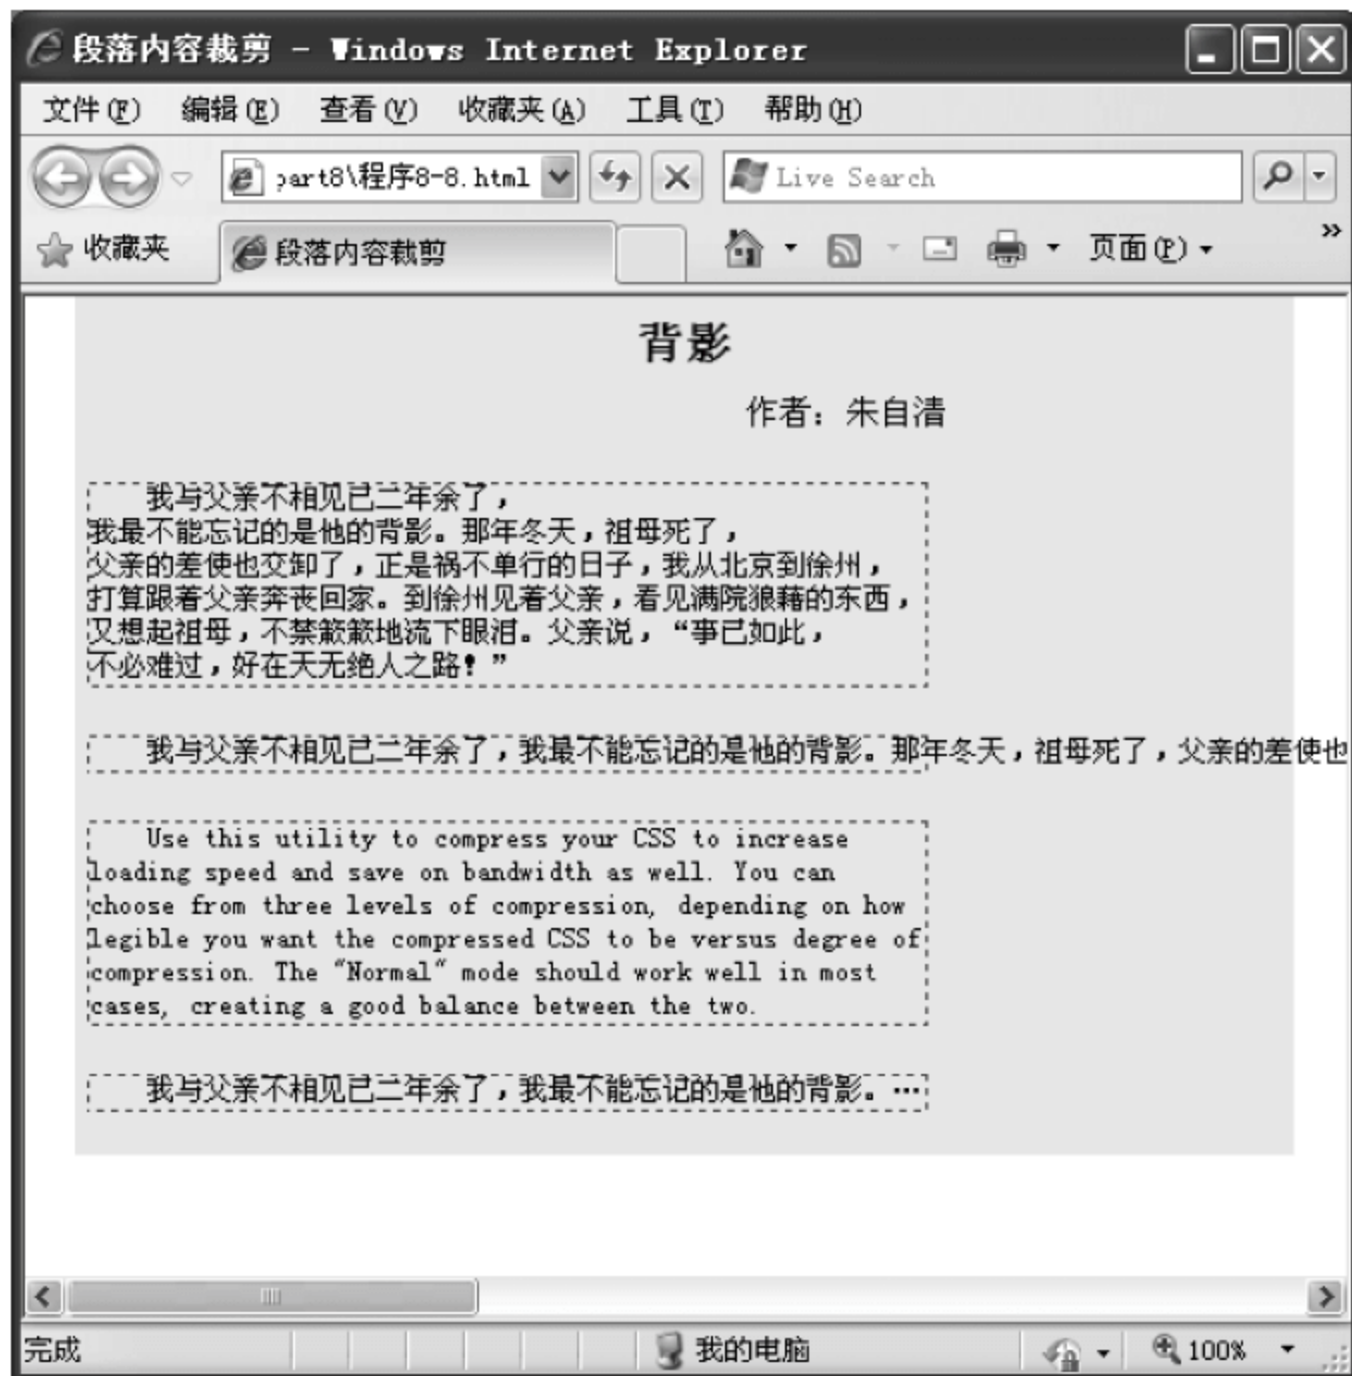 段落内容裁剪 - Windows Internet Explorer
文件(F) 编辑(E) 查看(V) 收藏夹(A) 工具(T) 帮助(H)
part8\程序8-8.html Live Search
收藏夹 段落内容裁剪 页面(P) »
背影
作者：朱自清
我与父亲不相见已二年余了，
我最不能忘记的是他的背影。那年冬天，祖母死了，
父亲的差使也交卸了，正是祸不单行的日子，我从北京到徐州，
打算跟着父亲奔丧回家。到徐州见着父亲，看见满院狼藉的东西，
又想起祖母，不禁簌簌地流下眼泪。父亲说，“事已如此，
不必难过，好在天无绝人之路！”
我与父亲不相见已二年余了，我最不能忘记的是他的背影。那年冬天，祖母死了，父亲的差使也
Use this utility to compress your CSS to increase
loading speed and save on bandwidth as well. You can
choose from three levels of compression, depending on how
legible you want the compressed CSS to be versus degree of
compression. The "Normal" mode should work well in most
cases, creating a good balance between the two.
我与父亲不相见已二年余了，我最不能忘记的是他的背影。…
完成 我的电脑 100%